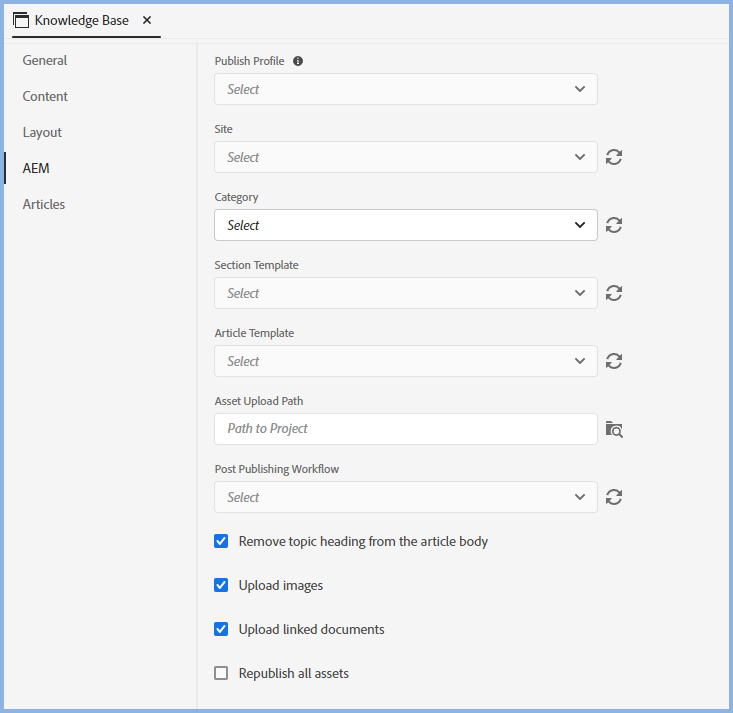 Knowledge Base
General
Content
Layout
AEM
Articles
Publish Profile
Select
Site
Select
Category
Select
Section Template
Select
Article Template
Select
Asset Upload Path
Path to Project
Post Publishing Workflow
Select
Remove topic heading from the article body
Upload images
Upload linked documents
Republish all assets